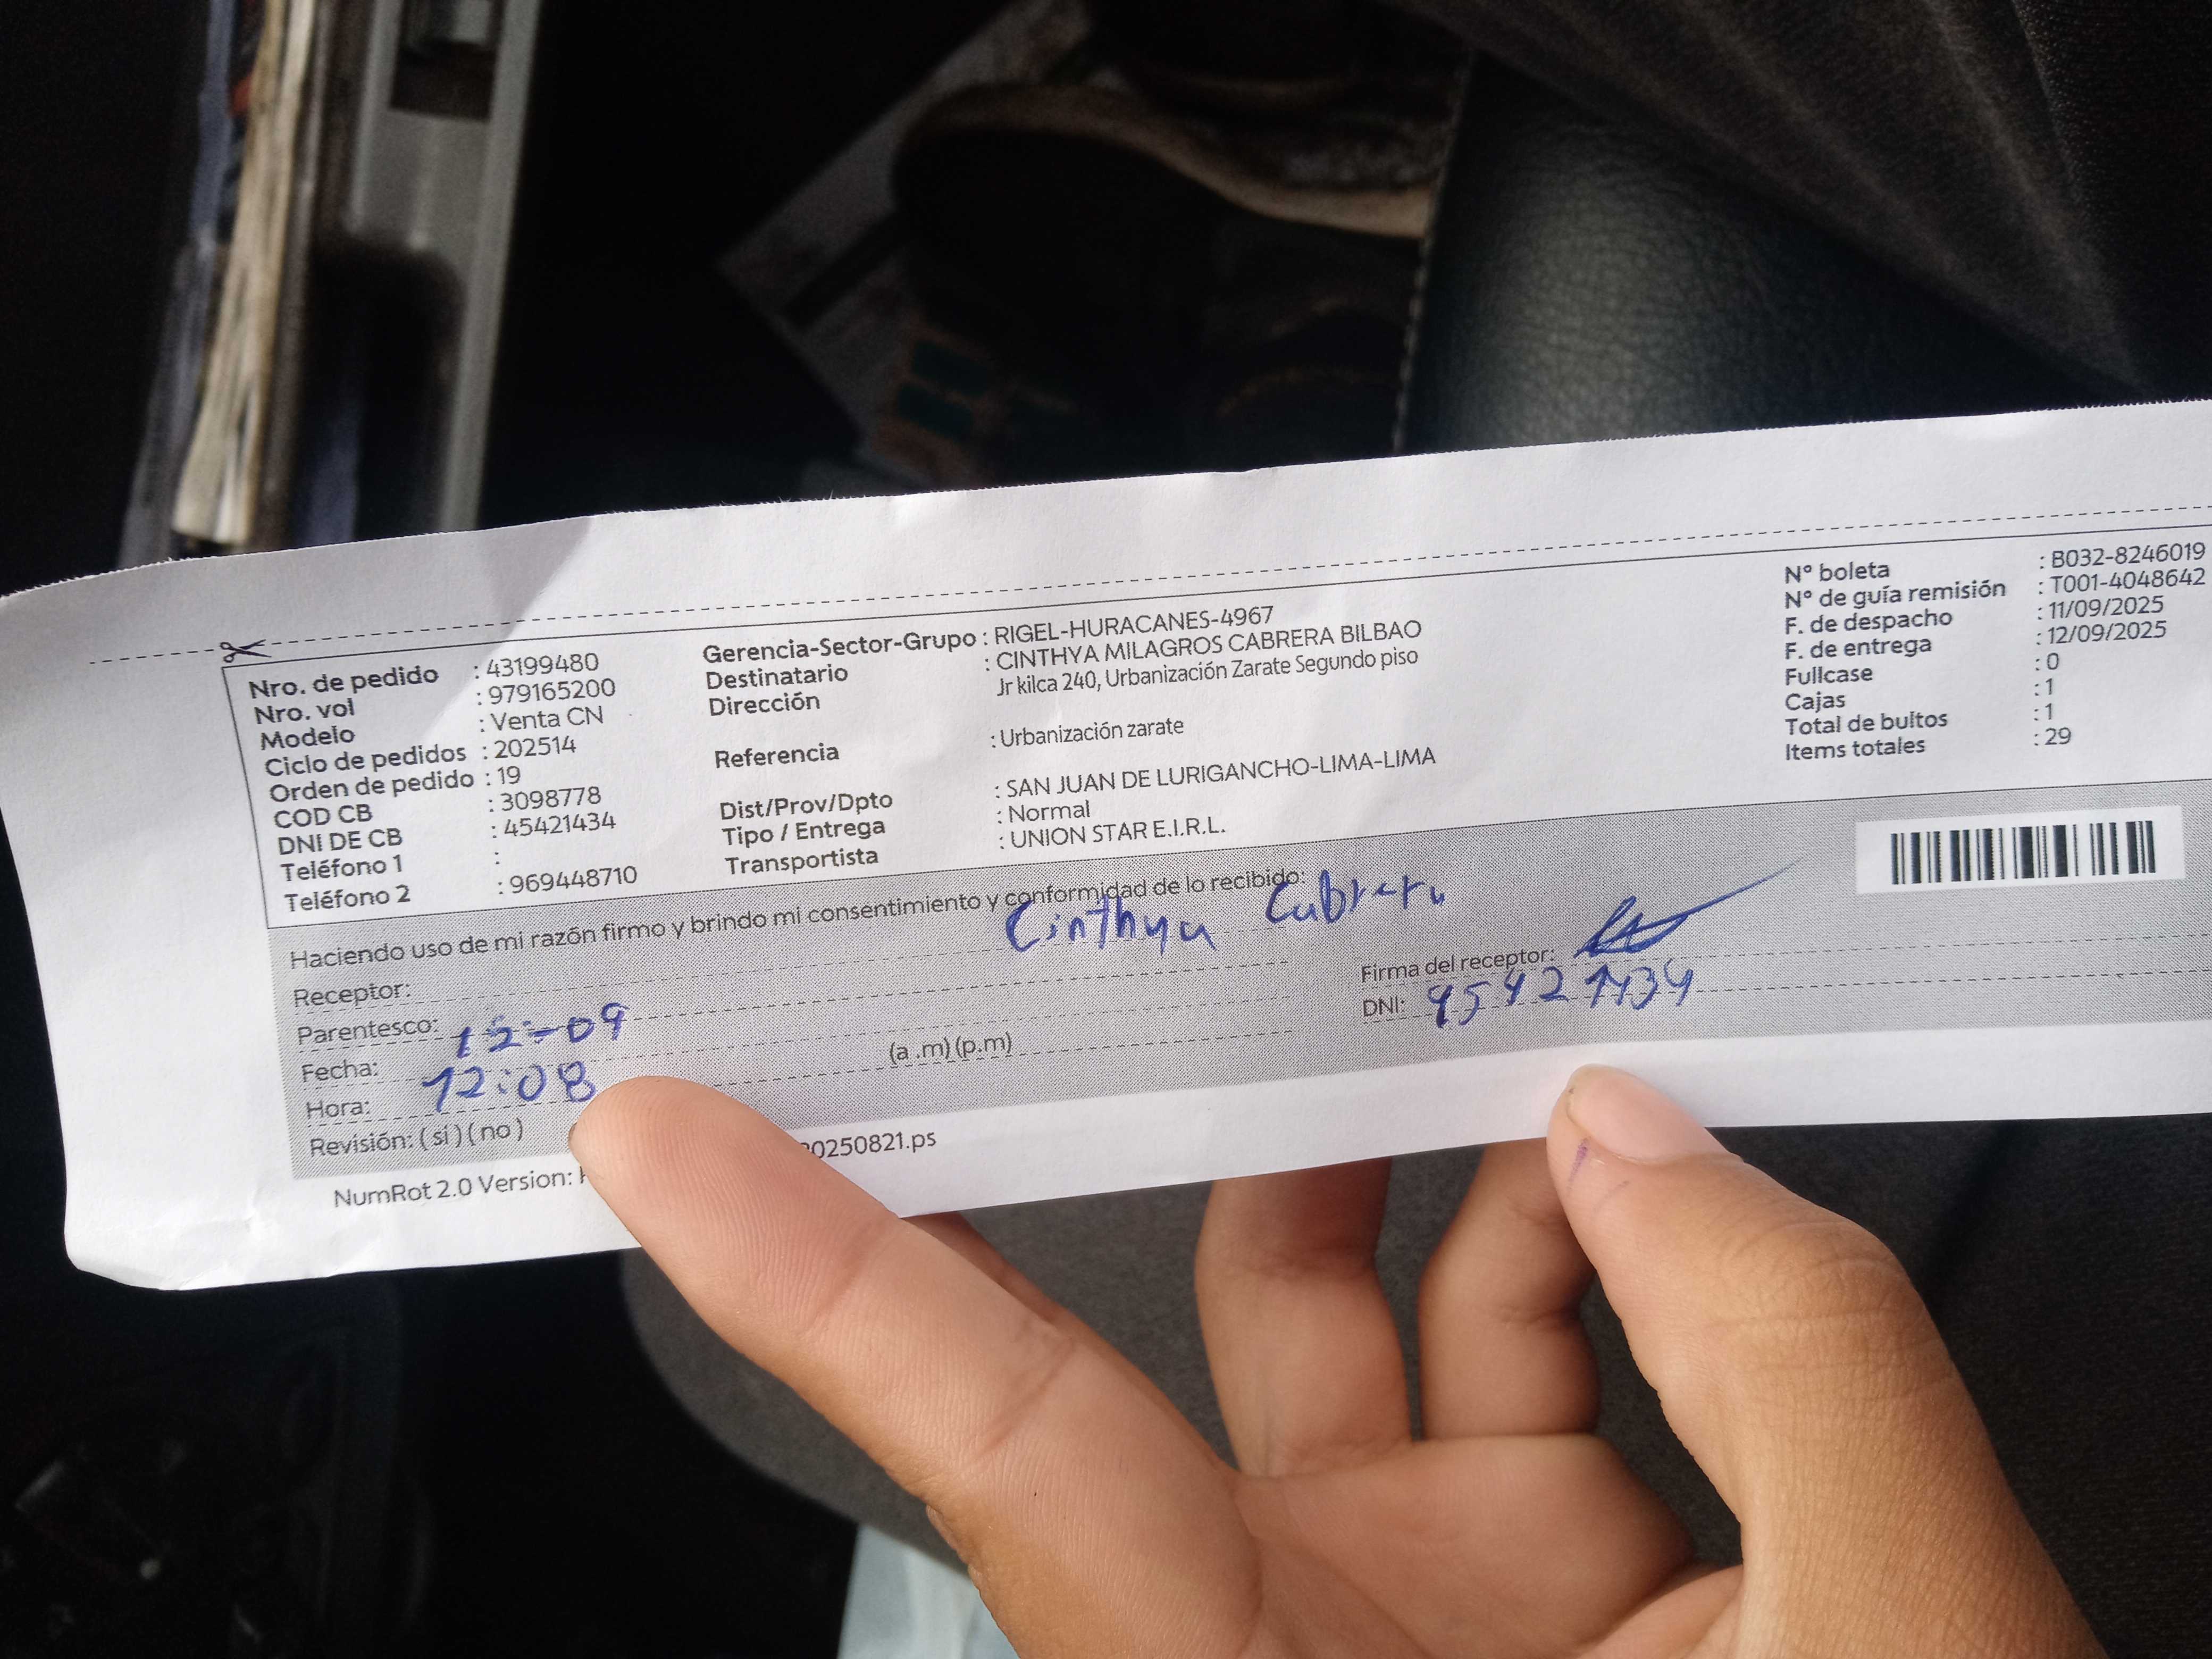 Nro. de pedido : 43199480
Nro. vol : 979165200
Modelo : Venta CN
Ciclo de pedidos : 202514
Orden de pedido : 19
COD CB : 3098778
DNI DE CB : 45421434
Teléfono 1 :
Teléfono 2 : 969448710
Gerencia-Sector-Grupo : RIGEL-HURACANES-4967
Destinatario : CINTHYA MILAGROS CABRERA BILBAO
Dirección Jr kilca 240, Urbanización Zarate Segundo piso
Referencia : Urbanización zarate
Dist/Prov/Dpto : SAN JUAN DE LURIGANCHO-LIMA-LIMA
Tipo / Entrega : Normal
Transportista : UNION STAR E.I.R.L.
N° boleta : B032-8246019
N° de guía remisión : T001-4048642
F. de despacho : 11/09/2025
F. de entrega : 12/09/2025
Fullcase : 0
Cajas : 1
Total de bultos : 1
Items totales : 29
Haciendo uso de mi razón firmo y brindo mi consentimiento y conformidad de lo recibido:
Receptor: Cinthya Cabrera
Parentesco:
Fecha: 12-09
Hora: 12:08 (a .m) (p.m)
Revisión: ( si ) ( no )
Firma del receptor:
DNI: 45421434
NumRot 2.0 Version: 0250821.ps